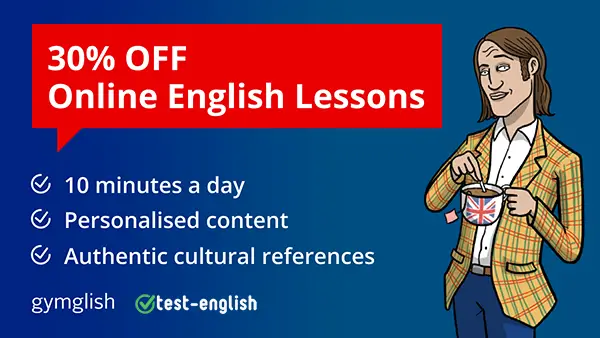 30% OFF
Online English Lessons
10 minutes a day
Personalised content
Authentic cultural references
gymglish
test-english